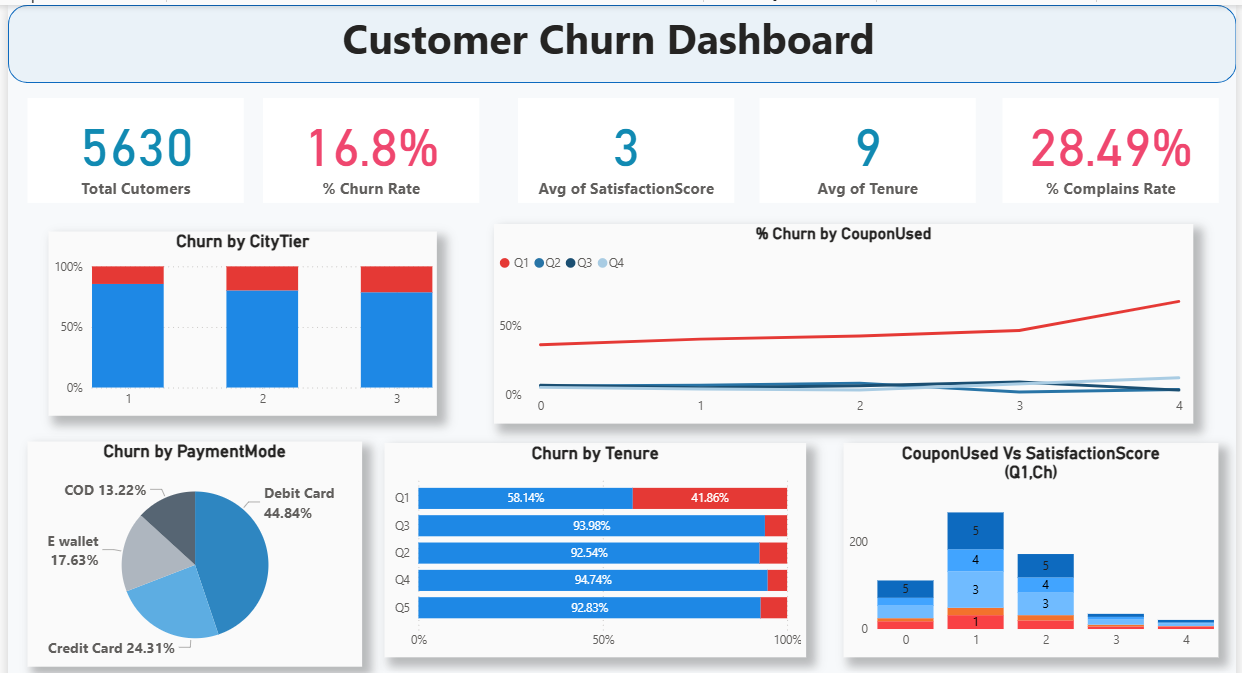 Customer Churn Dashboard
5630
Total Cutomers
16.8%
% Churn Rate
3
Avg of SatisfactionScore
9
Avg of Tenure
28.49%
% Complains Rate
Churn by CityTier
100%
50%
0%
1 2 3
% Churn by CouponUsed
Q1 Q2 Q3 Q4
50%
0%
0 1 2 3 4
Churn by PaymentMode
COD 13.22%
Debit Card
44.84%
E wallet
17.63%
Credit Card 24.31%
Churn by Tenure
Q1 58.14% 41.86%
Q3 93.98%
Q2 92.54%
Q4 94.74%
Q5 92.83%
0% 50% 100%
CouponUsed Vs SatisfactionScore
(Q1,Ch)
200
0
5
5
4
3
1
5
4
3
0 1 2 3 4